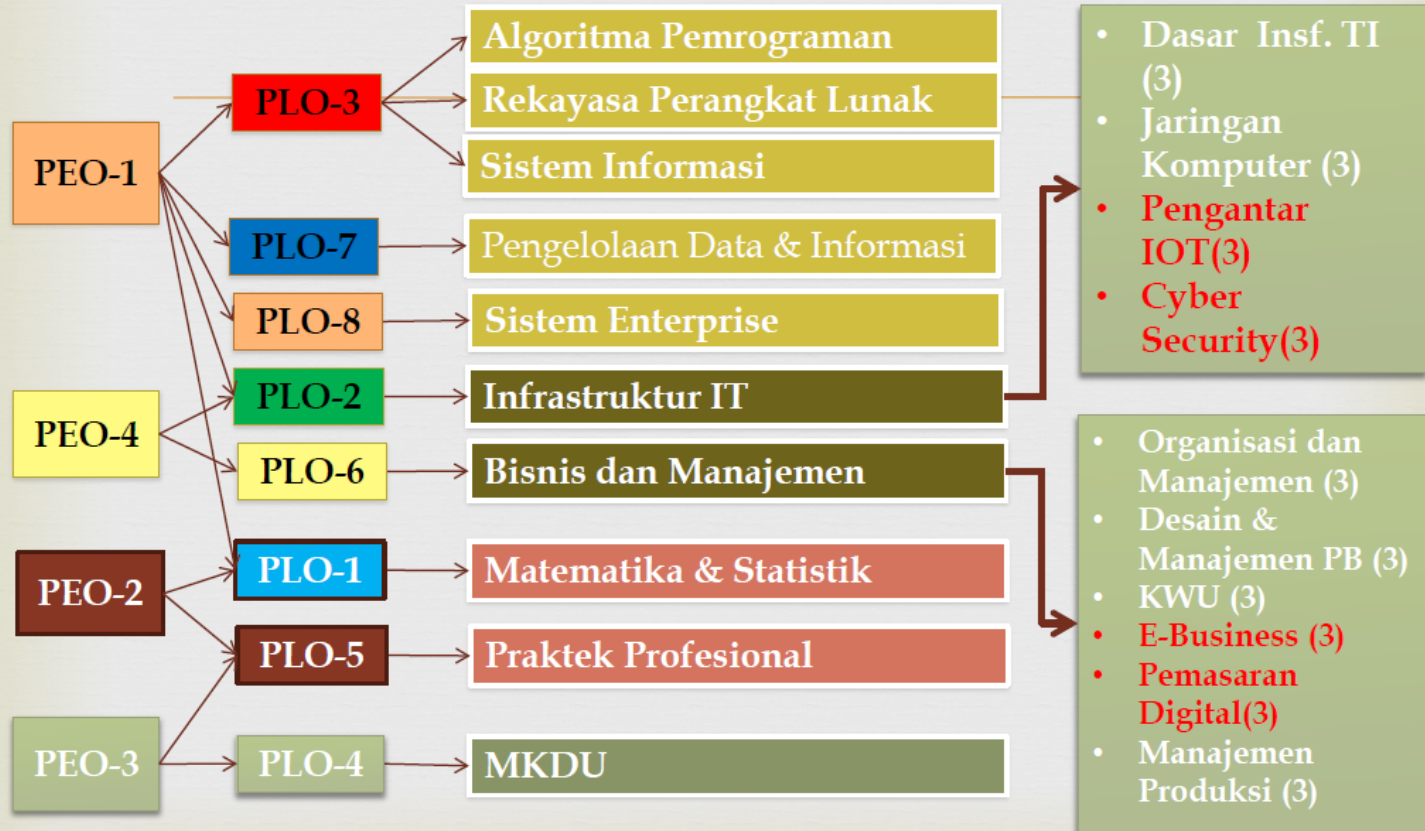 PEO-1
PEO-4
PEO-2
PEO-3
PLO-3
PLO-7
PLO-8
PLO-2
PLO-6
PLO-1
PLO-5
PLO-4
Algoritma Pemrograman
Rekayasa Perangkat Lunak
Sistem Informasi
Pengelolaan Data & Informasi
Sistem Enterprise
Infrastruktur IT
Bisnis dan Manajemen
Matematika & Statistik
Praktek Profesional
MKDU
• Dasar Insf. TI
(3)
• Jaringan
Komputer (3)
• Pengantar
IOT(3)
• Cyber
Security(3)
• Organisasi dan
Manajemen (3)
• Desain &
Manajemen PB (3)
• KWU (3)
• E-Business (3)
• Pemasaran
Digital(3)
• Manajemen
Produksi (3)